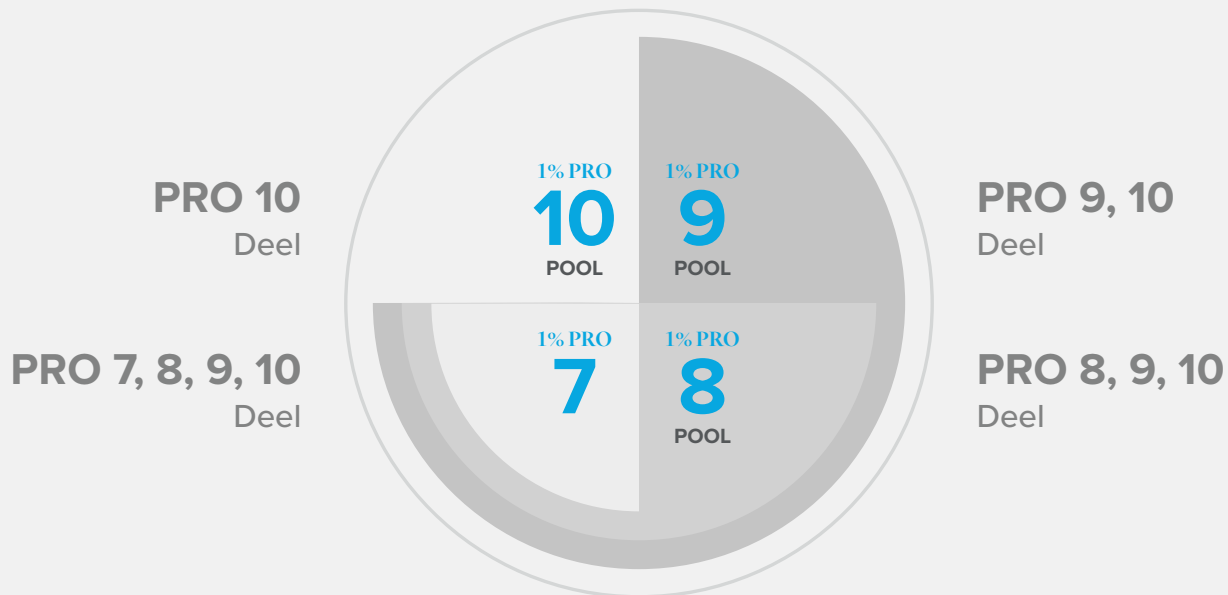 PRO 10
Deel
1% PRO
10
POOL
1% PRO
9
POOL
PRO 9, 10
Deel
PRO 7, 8, 9, 10
Deel
1% PRO
7
1% PRO
8
POOL
PRO 8, 9, 10
Deel